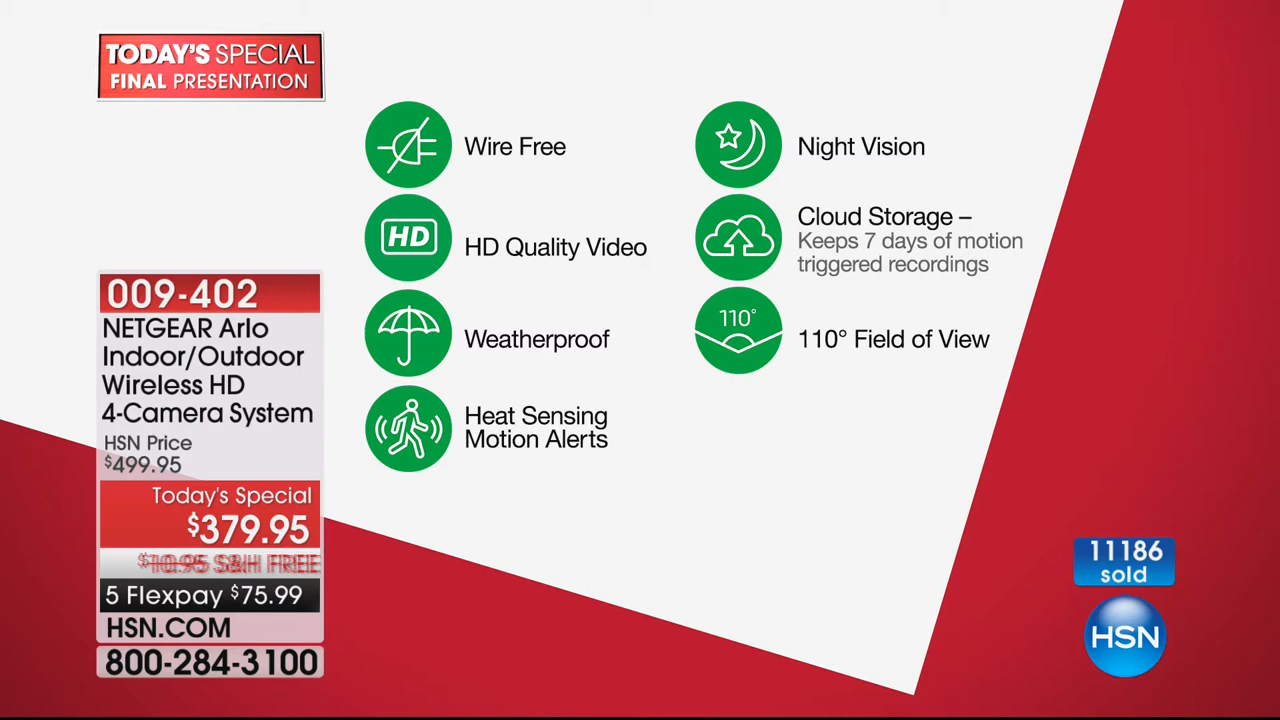 TODAY'S SPECIAL
FINAL PRESENTATION
Wire Free
Night Vision
HD
HD Quality Video
Cloud Storage –
Keeps 7 days of motion
triggered recordings
Weatherproof
110°
110° Field of View
Heat Sensing
Motion Alerts
009-402
NETGEAR Arlo
Indoor/Outdoor
Wireless HD
4-Camera System
HSN Price
$499.95
Today's Special
$379.95
$10.95 S&H FREE
5 Flexpay $75.99
HSN.COM
800-284-3100
11186
sold
HSN